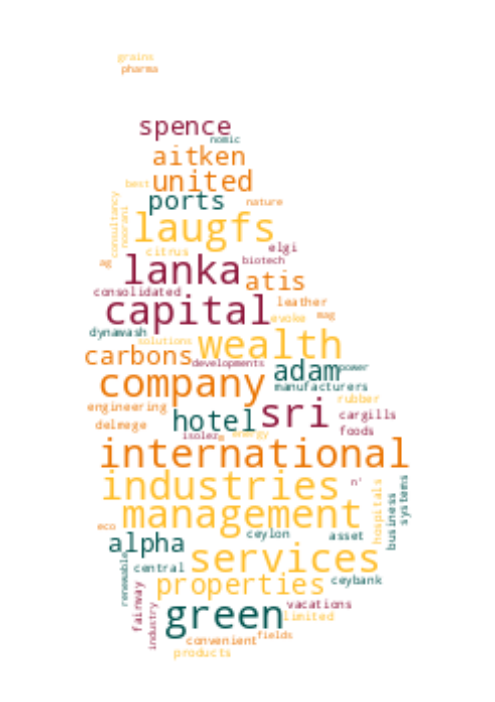 grains
pharma
spence
nomic
aitken
best united
consultancy
noorani
ports nature
laugfs
citrus elgi
ag biotech
lanka atis
consolidated
leather
capital mag
evoke
dynawash
solutions wealth
carbons developments power
adam
company manufacturers
rubber
engineering sri
hotel cargills
delmege foods
isolez energy
international
industries n'
hospitals
systems
business
management
eco
ceylon asset
alpha
services
central ceybank
renewable
properties
fairway
industry
green vacations
limited
fields
convenient
products